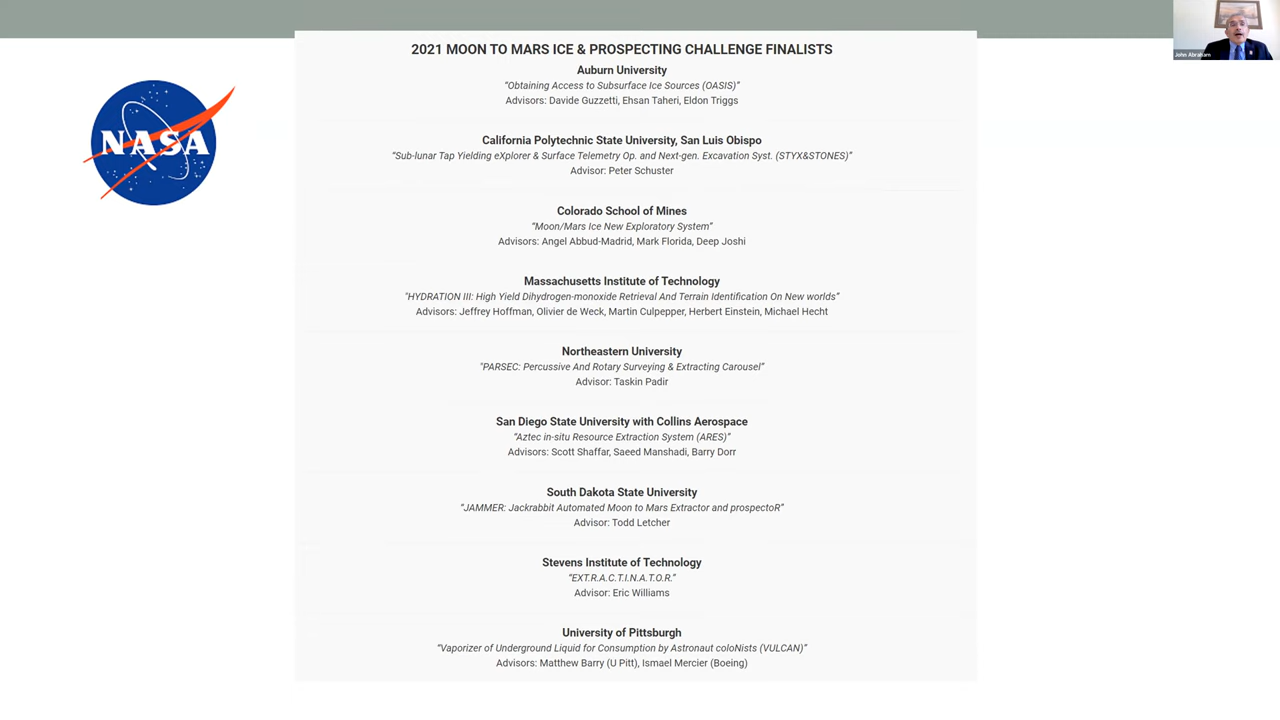 2021 MOON TO MARS ICE & PROSPECTING CHALLENGE FINALISTS
John Abraham
NASA
Auburn University
“Obtaining Access to Subsurface Ice Sources (OASIS)”
Advisors: Davide Guzzetti, Ehsan Taheri, Eldon Triggs
California Polytechnic State University, San Luis Obispo
“Sub-lunar Tap Yielding eXplorer & Surface Telemetry Op. and Next-gen. Excavation Syst. (STYX&STONES)”
Advisor: Peter Schuster
Colorado School of Mines
“Moon/Mars Ice New Exploratory System”
Advisors: Angel Abbud-Madrid, Mark Florida, Deep Joshi
Massachusetts Institute of Technology
"HYDRATION III: High Yield Dihydrogen-monoxide Retrieval And Terrain Identification On New worlds”
Advisors: Jeffrey Hoffman, Olivier de Weck, Martin Culpepper, Herbert Einstein, Michael Hecht
Northeastern University
"PARSEC: Percussive And Rotary Surveying & Extracting Carousel”
Advisor: Taskin Padir
San Diego State University with Collins Aerospace
“Aztec in-situ Resource Extraction System (ARES)”
Advisors: Scott Shaffar, Saeed Manshadi, Barry Dorr
South Dakota State University
“JAMMER: Jackrabbit Automated Moon to Mars Extractor and prospectoR”
Advisor: Todd Letcher
Stevens Institute of Technology
“EXT.R.A.C.T.I.N.A.T.O.R.”
Advisor: Eric Williams
University of Pittsburgh
“Vaporizer of Underground Liquid for Consumption by Astronaut coloNists (VULCAN)”
Advisors: Matthew Barry (U Pitt), Ismael Mercier (Boeing)